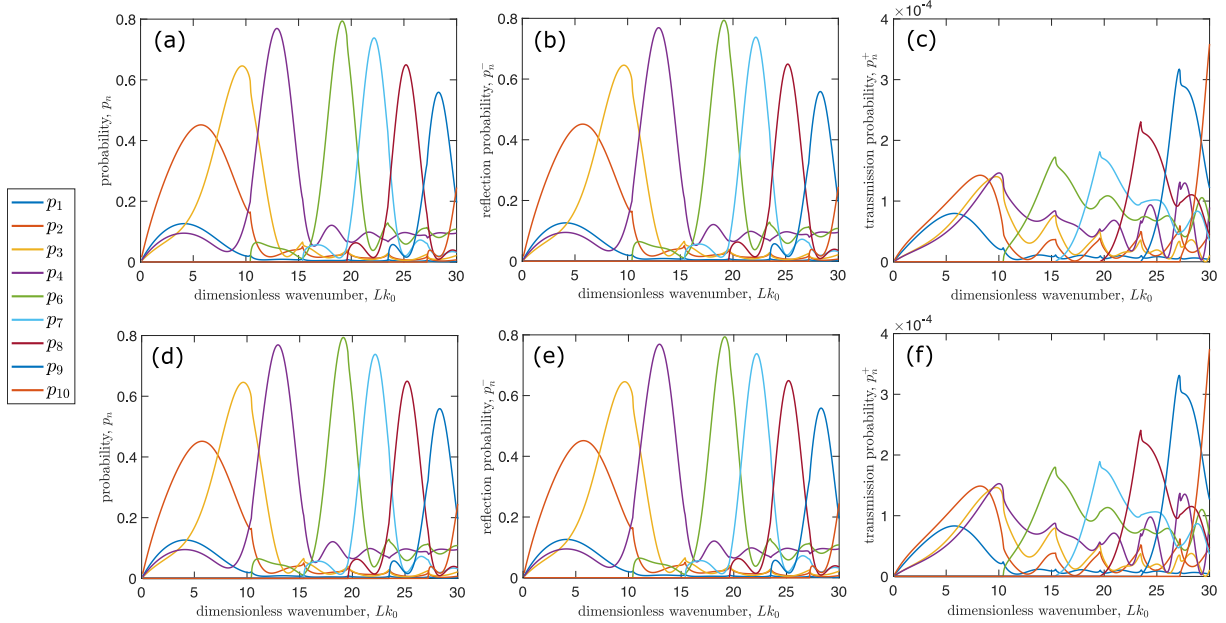 p1
p2
p3
p4
p6
p7
p8
p9
p10
(a)
probability, pn
0.8
0.6
0.4
0.2
0
0 5 10 15 20 25 30
dimensionless wavenumber, Lk0
(b)
reflection probability, pn−
0.8
0.6
0.4
0.2
0
0 5 10 15 20 25 30
dimensionless wavenumber, Lk0
×10-4
(c)
transmission probability, pn+
4
3
2
1
0
0 5 10 15 20 25 30
dimensionless wavenumber, Lk0
(d)
probability, pn
0.8
0.6
0.4
0.2
0
0 5 10 15 20 25 30
dimensionless wavenumber, Lk0
(e)
reflection probability, pn−
0.8
0.6
0.4
0.2
0
0 5 10 15 20 25 30
dimensionless wavenumber, Lk0
×10-4
(f)
transmission probability, pn+
4
3
2
1
0
0 5 10 15 20 25 30
dimensionless wavenumber, Lk0